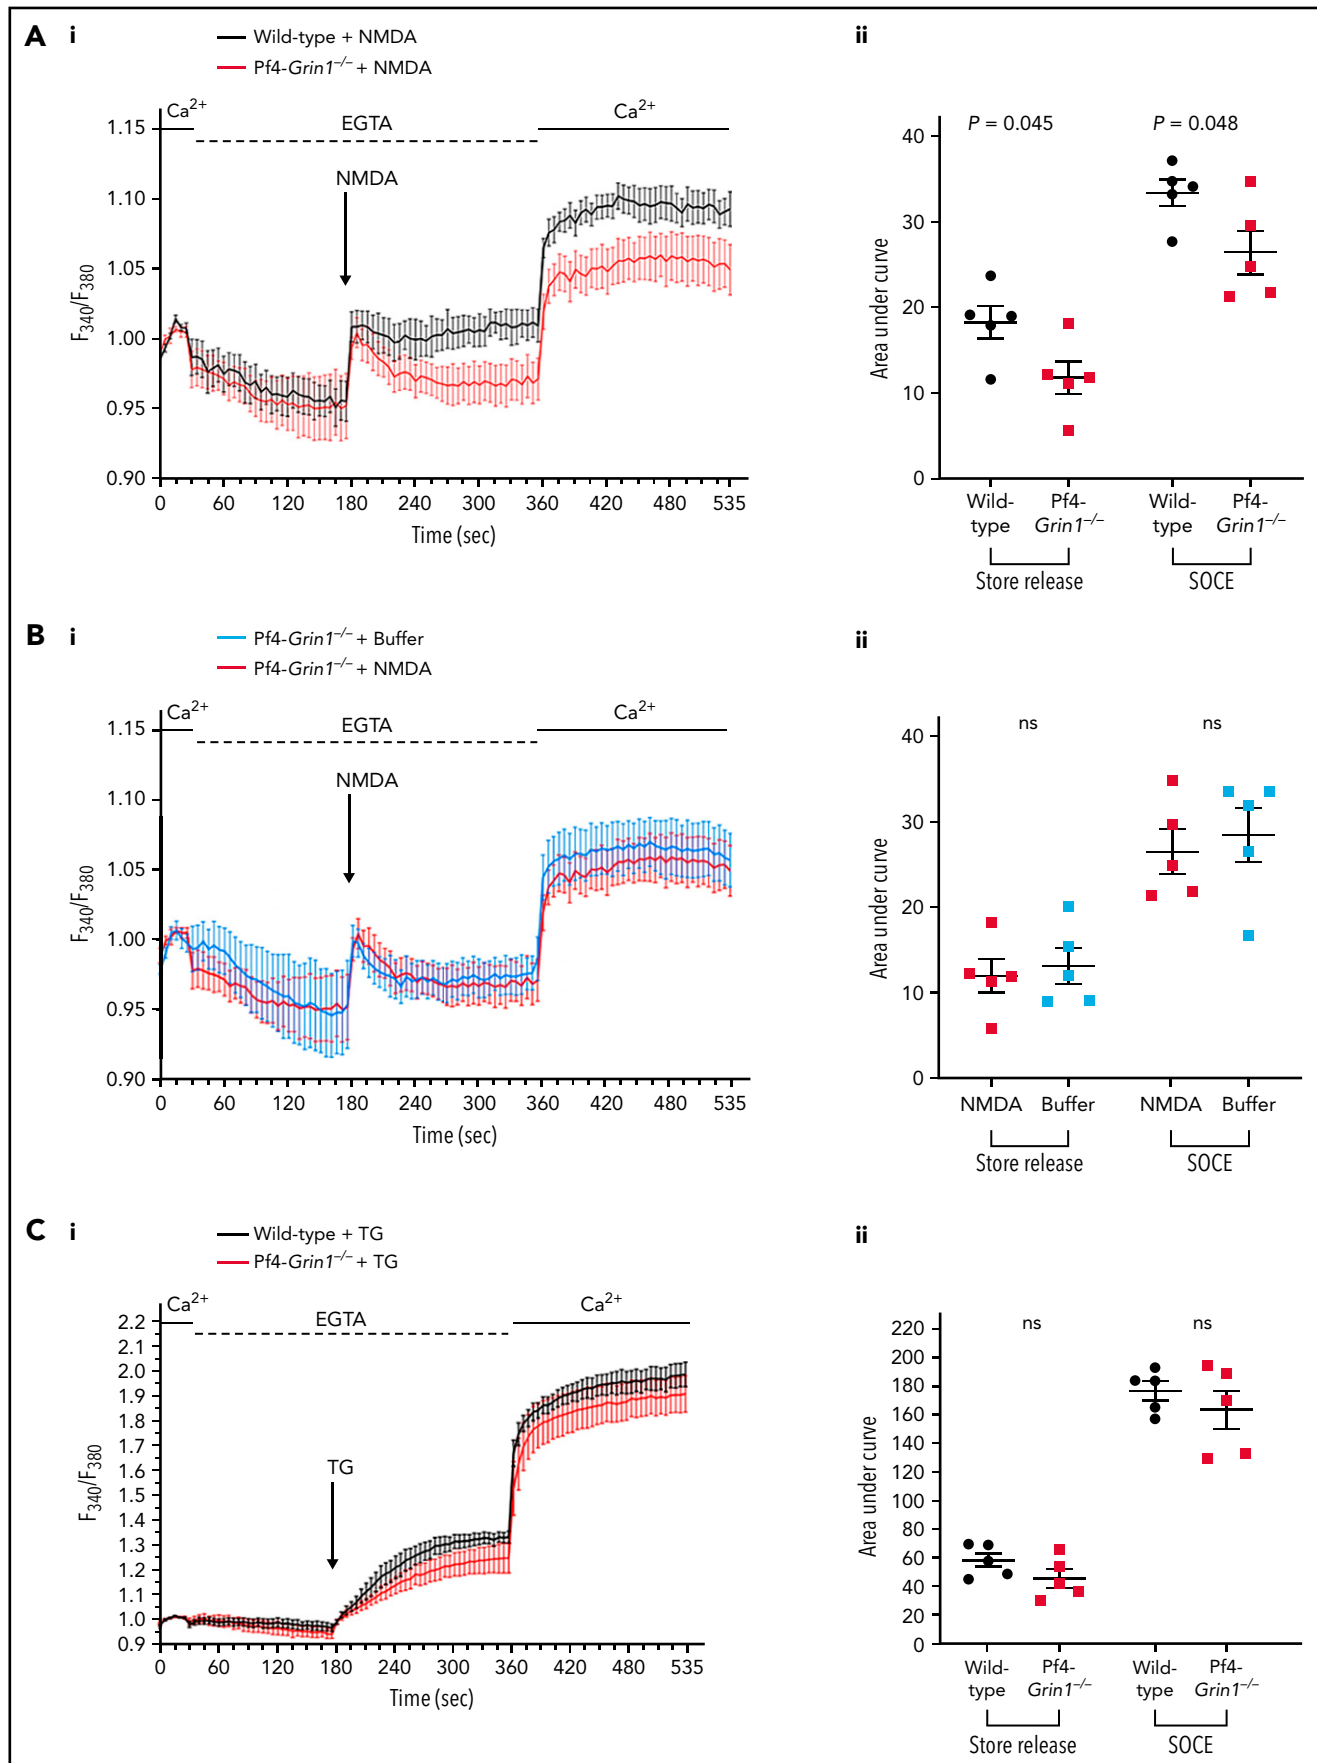 A i
Wild-type + NMDA
Pf4-Grin1−/− + NMDA
Ca2+
EGTA
Ca2+
NMDA
1.15
1.10
1.05
1.00
0.95
0.90
F340/F380
0 60 120 180 240 300 360 420 480 535
Time (sec)
ii
P = 0.045 P = 0.048
40
30
20
10
0
Area under curve
Wild-type Pf4-Grin1−/− Wild-type Pf4-Grin1−/−
Store release SOCE
B i
Pf4-Grin1−/− + Buffer
Pf4-Grin1−/− + NMDA
Ca2+
EGTA
Ca2+
NMDA
1.15
1.10
1.05
1.00
0.95
0.90
F340/F380
0 60 120 180 240 300 360 420 480 535
Time (sec)
ii
ns ns
40
30
20
10
0
Area under curve
NMDA Buffer NMDA Buffer
Store release SOCE
C i
Wild-type + TG
Pf4-Grin1−/− + TG
Ca2+
EGTA
Ca2+
TG
2.2
2.1
2.0
1.9
1.8
1.7
1.6
1.5
1.4
1.3
1.2
1.1
1.0
0.9
F340/F380
0 60 120 180 240 300 360 420 480 535
Time (sec)
ii
ns ns
220
200
180
160
140
120
100
80
60
40
20
0
Area under curve
Wild-type Pf4-Grin1−/− Wild-type Pf4-Grin1−/−
Store release SOCE